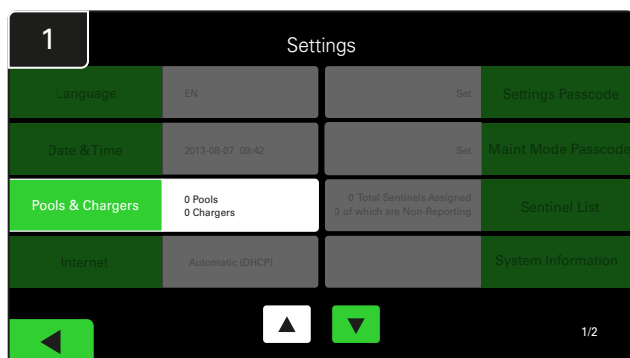 1
Settings
Language
EN
Set
Settings Passcode
Date & Time
2013-08-07 09:42
Set
Maint Mode Passcode
Pools & Chargers
0 Pools
0 Chargers
0 Total Sentinels Assigned
0 of which are Non-Reporting
Sentinel List
Internet
Automatic (DHCP)
System Information
1/2